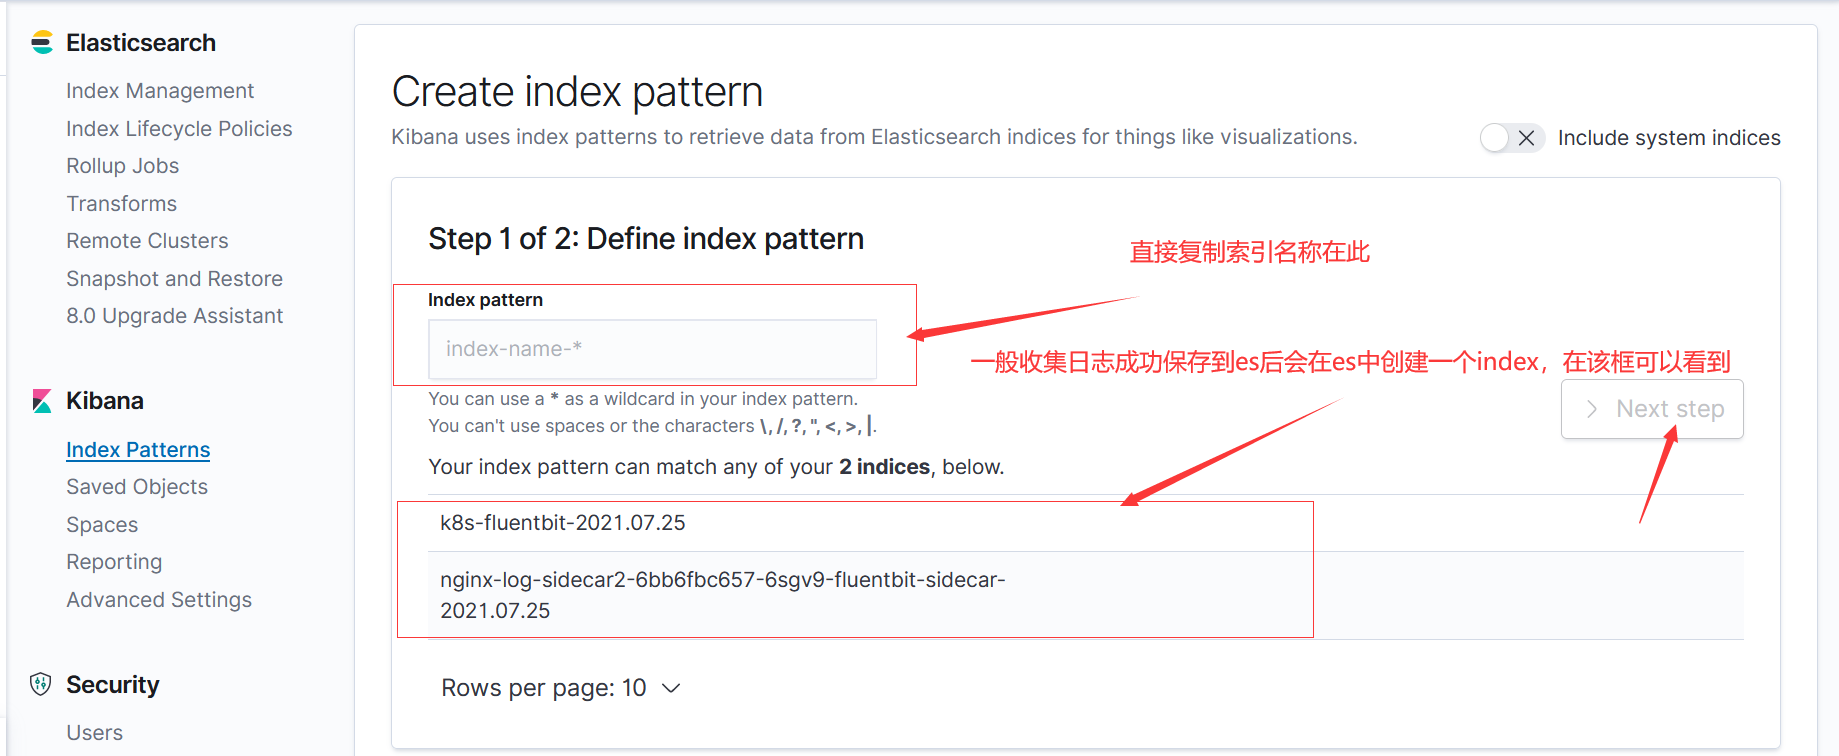 Elasticsearch
Index Management
Index Lifecycle Policies
Rollup Jobs
Transforms
Remote Clusters
Snapshot and Restore
8.0 Upgrade Assistant
Kibana
Index Patterns
Saved Objects
Spaces
Reporting
Advanced Settings
Security
Users
Create index pattern
Kibana uses index patterns to retrieve data from Elasticsearch indices for things like visualizations.
Include system indices
Step 1 of 2: Define index pattern
直接复制索引名称在此
Index pattern
index-name-*
一般收集日志成功保存到es后会在es中创建一个index，在该框可以看到
You can use a * as a wildcard in your index pattern.
You can't use spaces or the characters \, /, ?, ", <, >, |.
Next step
Your index pattern can match any of your 2 indices, below.
k8s-fluentbit-2021.07.25
nginx-log-sidecar2-6bb6fbc657-6sgv9-fluentbit-sidecar-
2021.07.25
Rows per page: 10